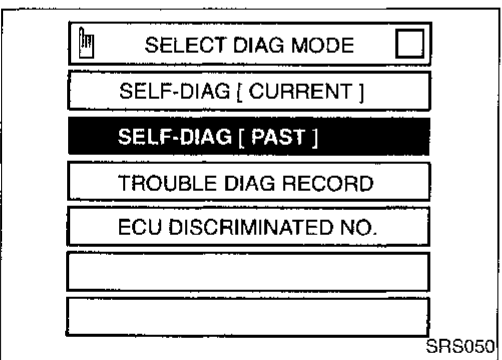 SELECT DIAG MODE
SELF-DIAG [ CURRENT ]
SELF-DIAG [ PAST ]
TROUBLE DIAG RECORD
ECU DISCRIMINATED NO.
SRS050